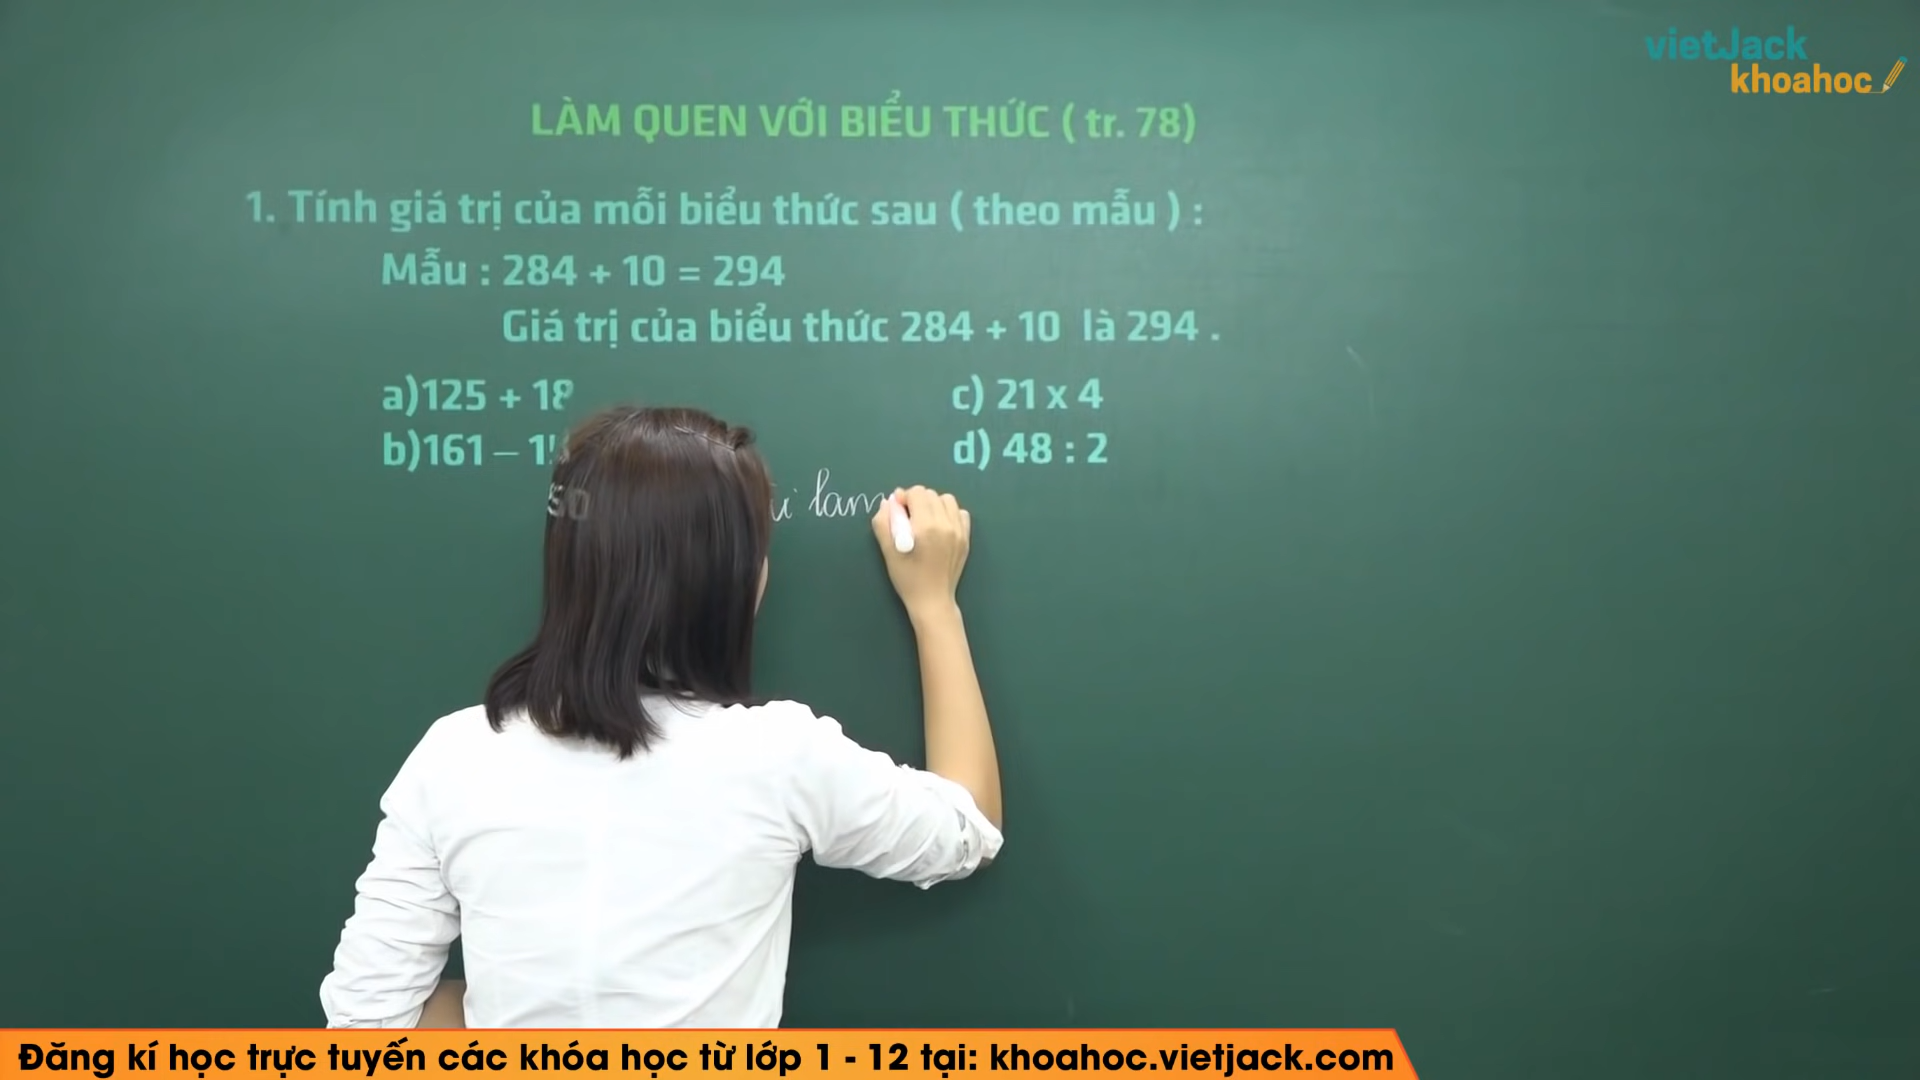 vietJack
khoahoc
LÀM QUEN VỚI BIỂU THỨC ( tr. 78)
1. Tính giá trị của mỗi biểu thức sau ( theo mẫu ) :
Mẫu : 284 + 10 = 294
Giá trị của biểu thức 284 + 10 là 294 .
a)125 + 18
c) 21 x 4
b)161 –
d) 48 : 2
Đăng kí học trực tuyến các khóa học từ lớp 1 - 12 tại: khoahoc.vietjack.com